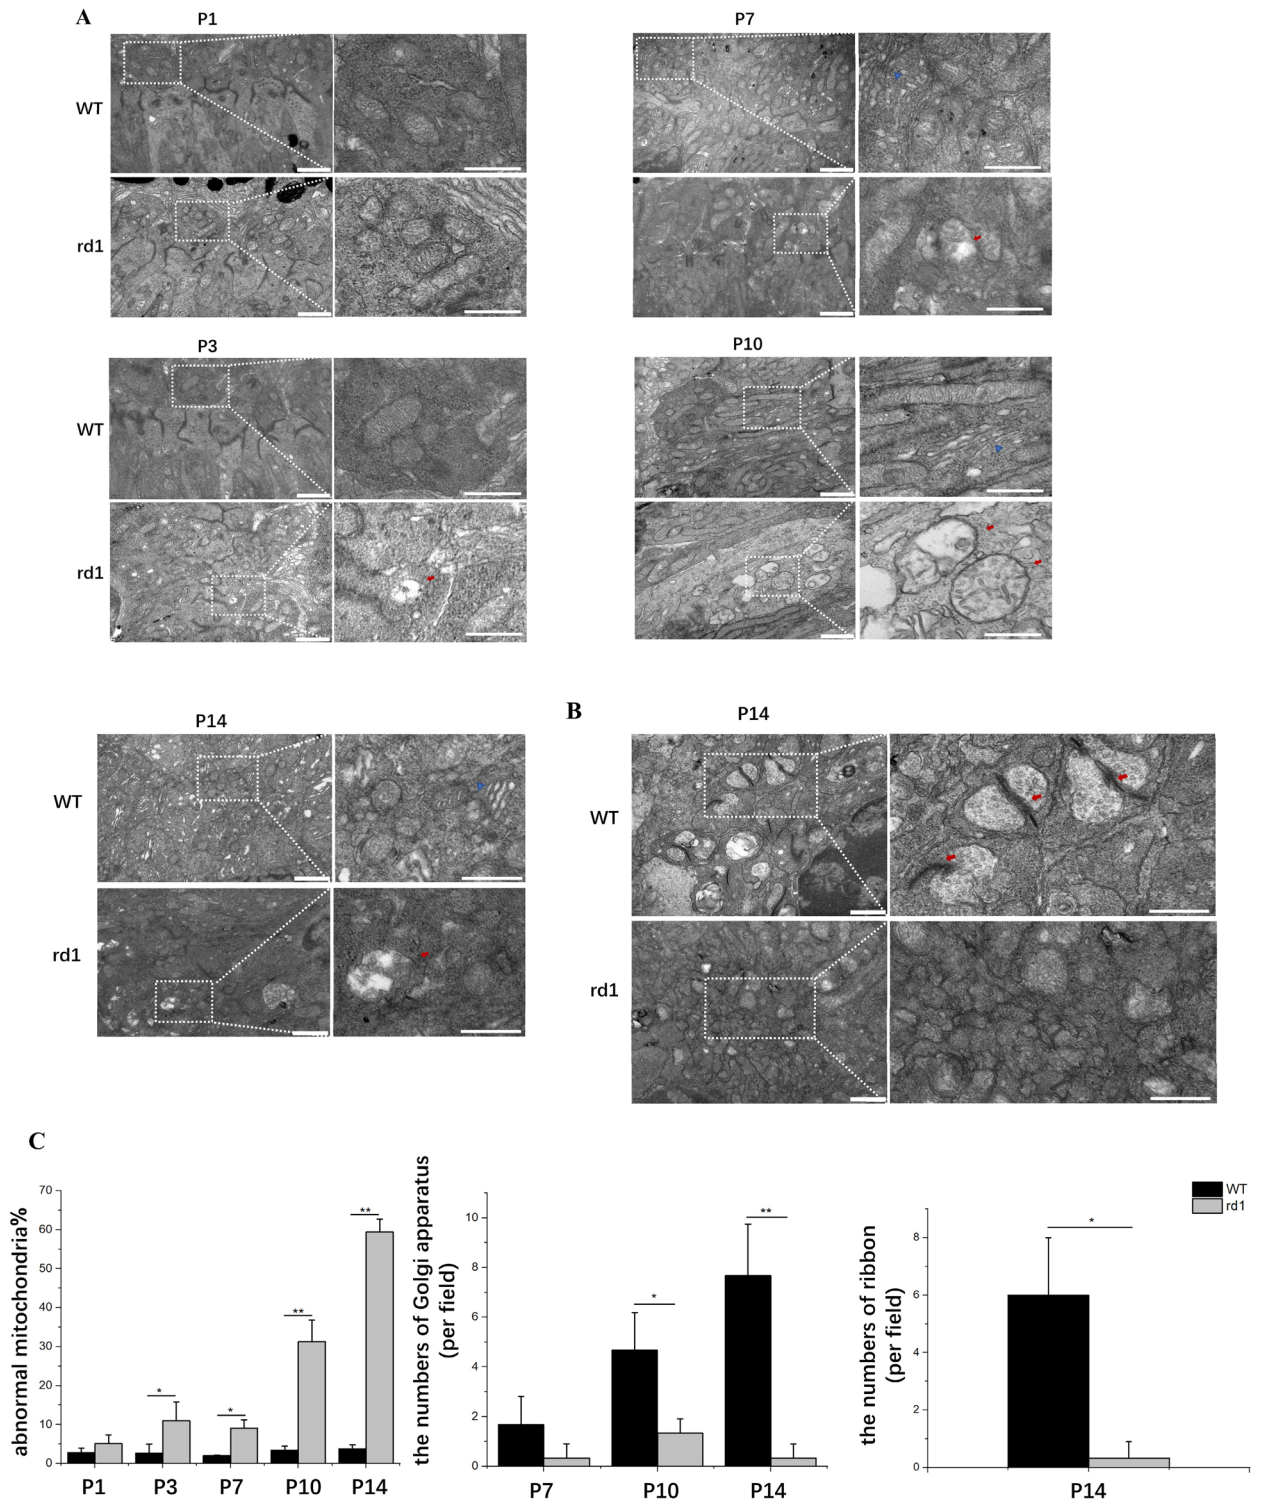 A
P1
P7
WT
rd1
P3
P10
WT
rd1
P14
B
P14
WT
WT
rd1
rd1
C
abnormal mitochondria%
70
60
50
40
30
20
10
0
*
*
**
**
P1 P3 P7 P10 P14
the numbers of Golgi apparatus
(per field)
10
8
6
4
2
0
*
**
P7 P10 P14
the numbers of ribbon
(per field)
8
6
4
2
0
*
P14
WT
rd1